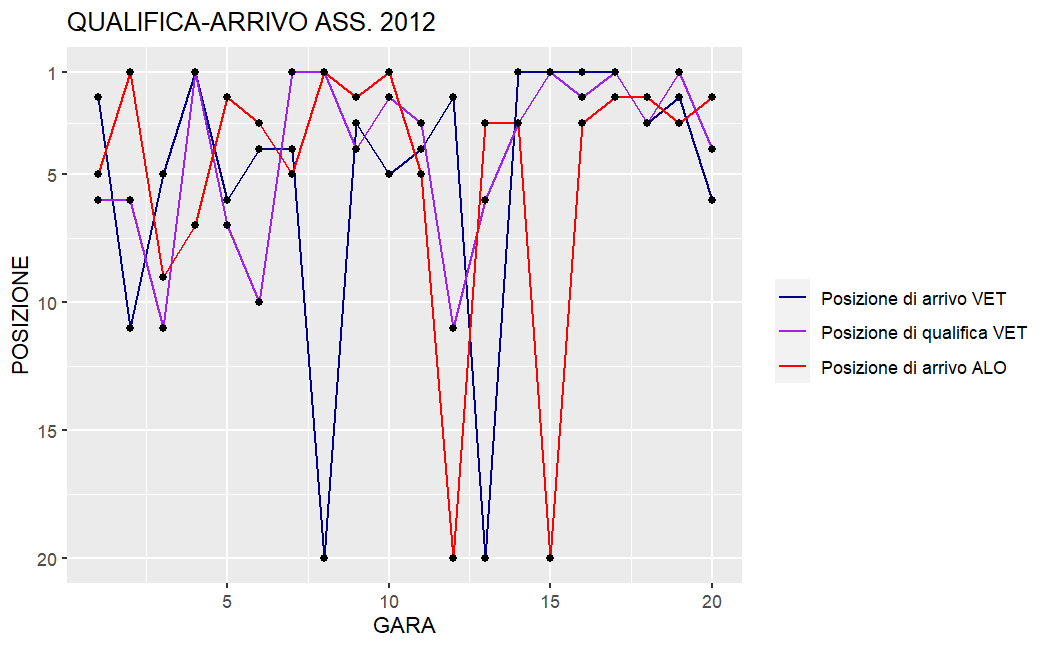 QUALIFICA-ARRIVO ASS. 2012
1
5
10
15
20
POSIZIONE
5
10
15
20
GARA
Posizione di arrivo VET
Posizione di qualifica VET
Posizione di arrivo ALO